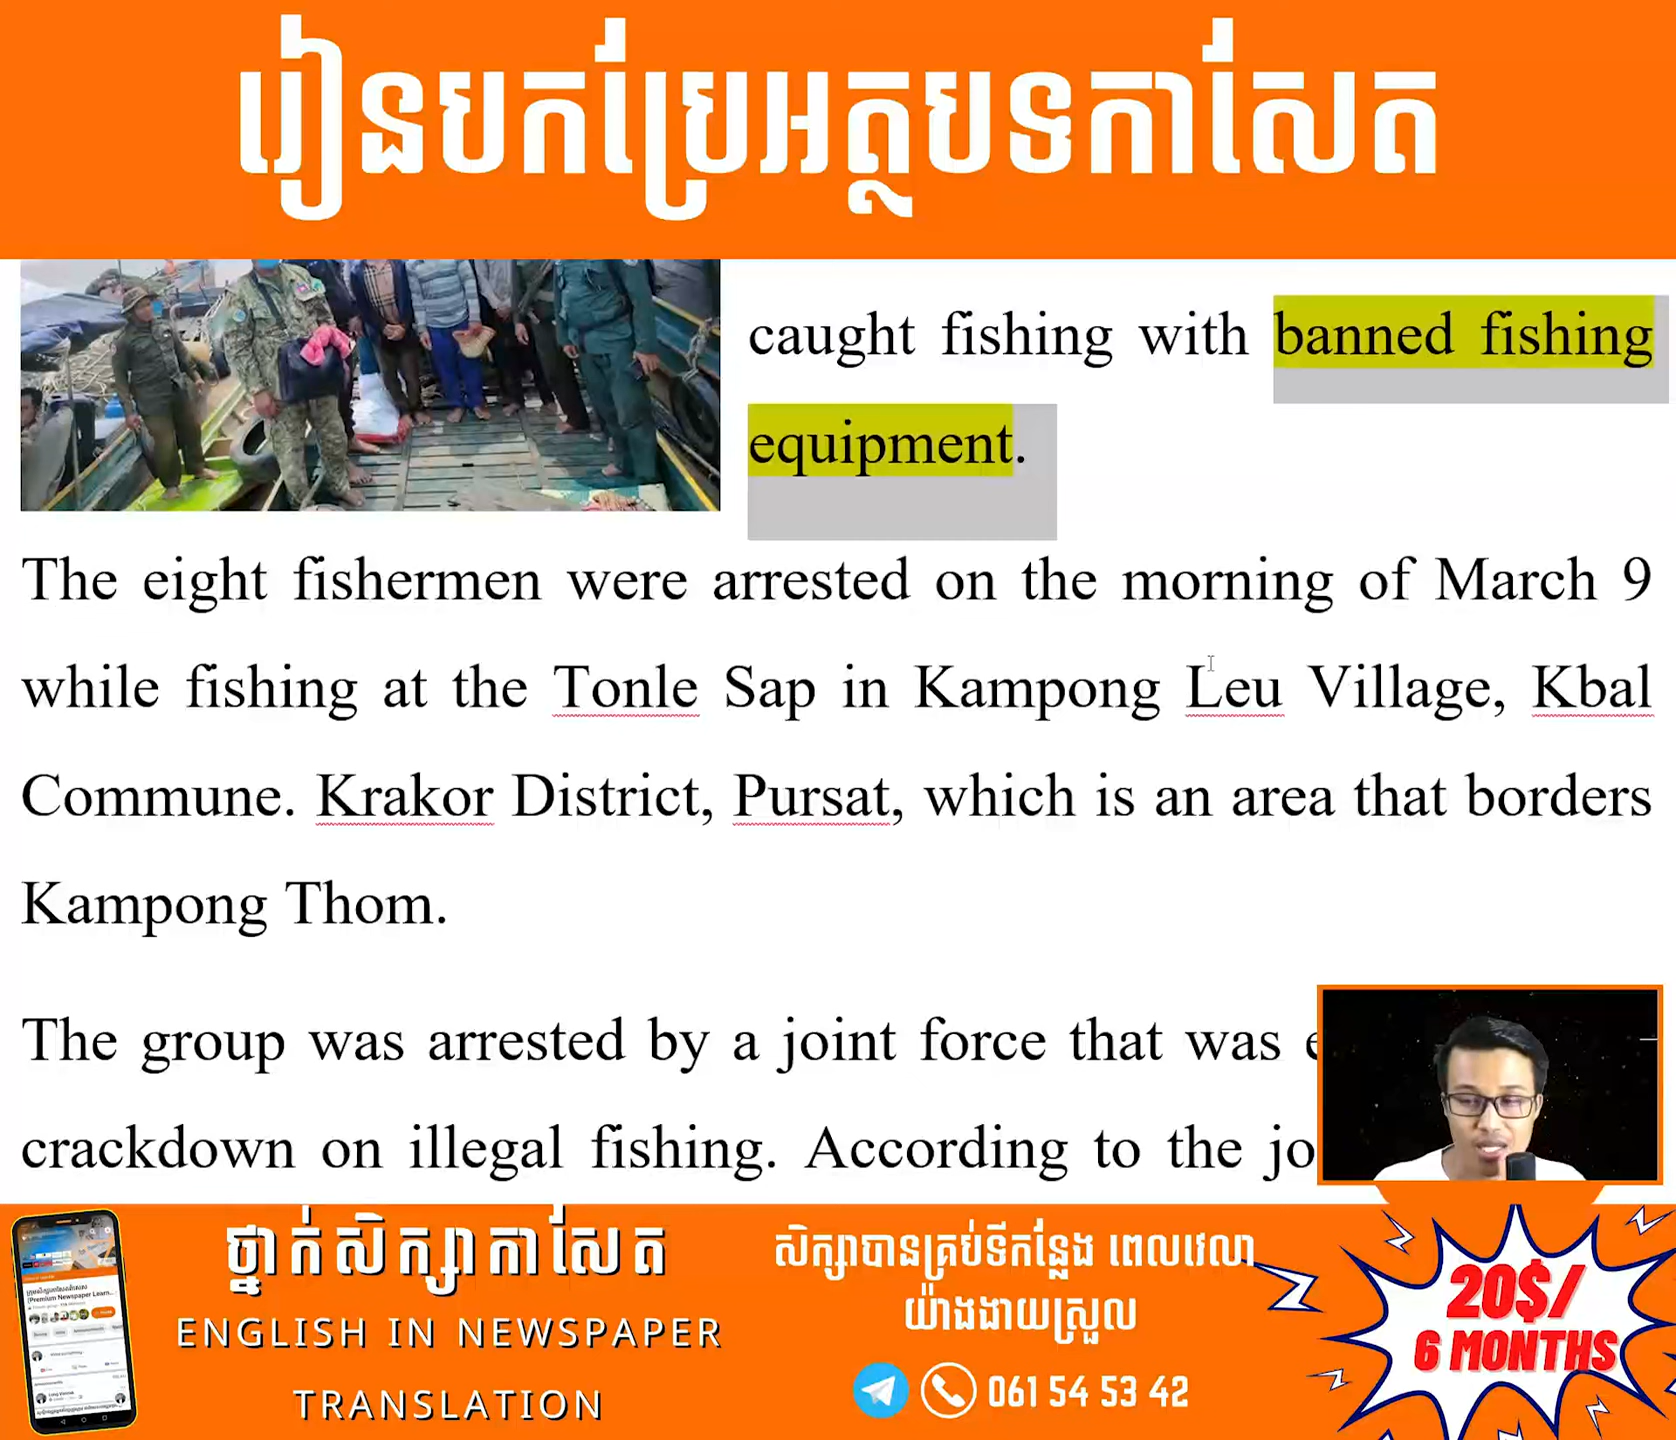 រៀនបកប្រែអត្ថបទកាសែត
caught fishing with banned fishing
equipment.
The eight fishermen were arrested on the morning of March 9
while fishing at the Tonle Sap in Kampong Leu Village, Kbal
Commune. Krakor District, Pursat, which is an area that borders
Kampong Thom.
The group was arrested by a joint force that was
crackdown on illegal fishing. According to the
ថ្នាក់សិក្សាកាសែត
ENGLISH IN NEWSPAPER
TRANSLATION
សិក្សាបានគ្រប់ទីកន្លែង ពេលវេលា
យ៉ាងងាយស្រួល
061 54 53 42
20$/
6 MONTHS